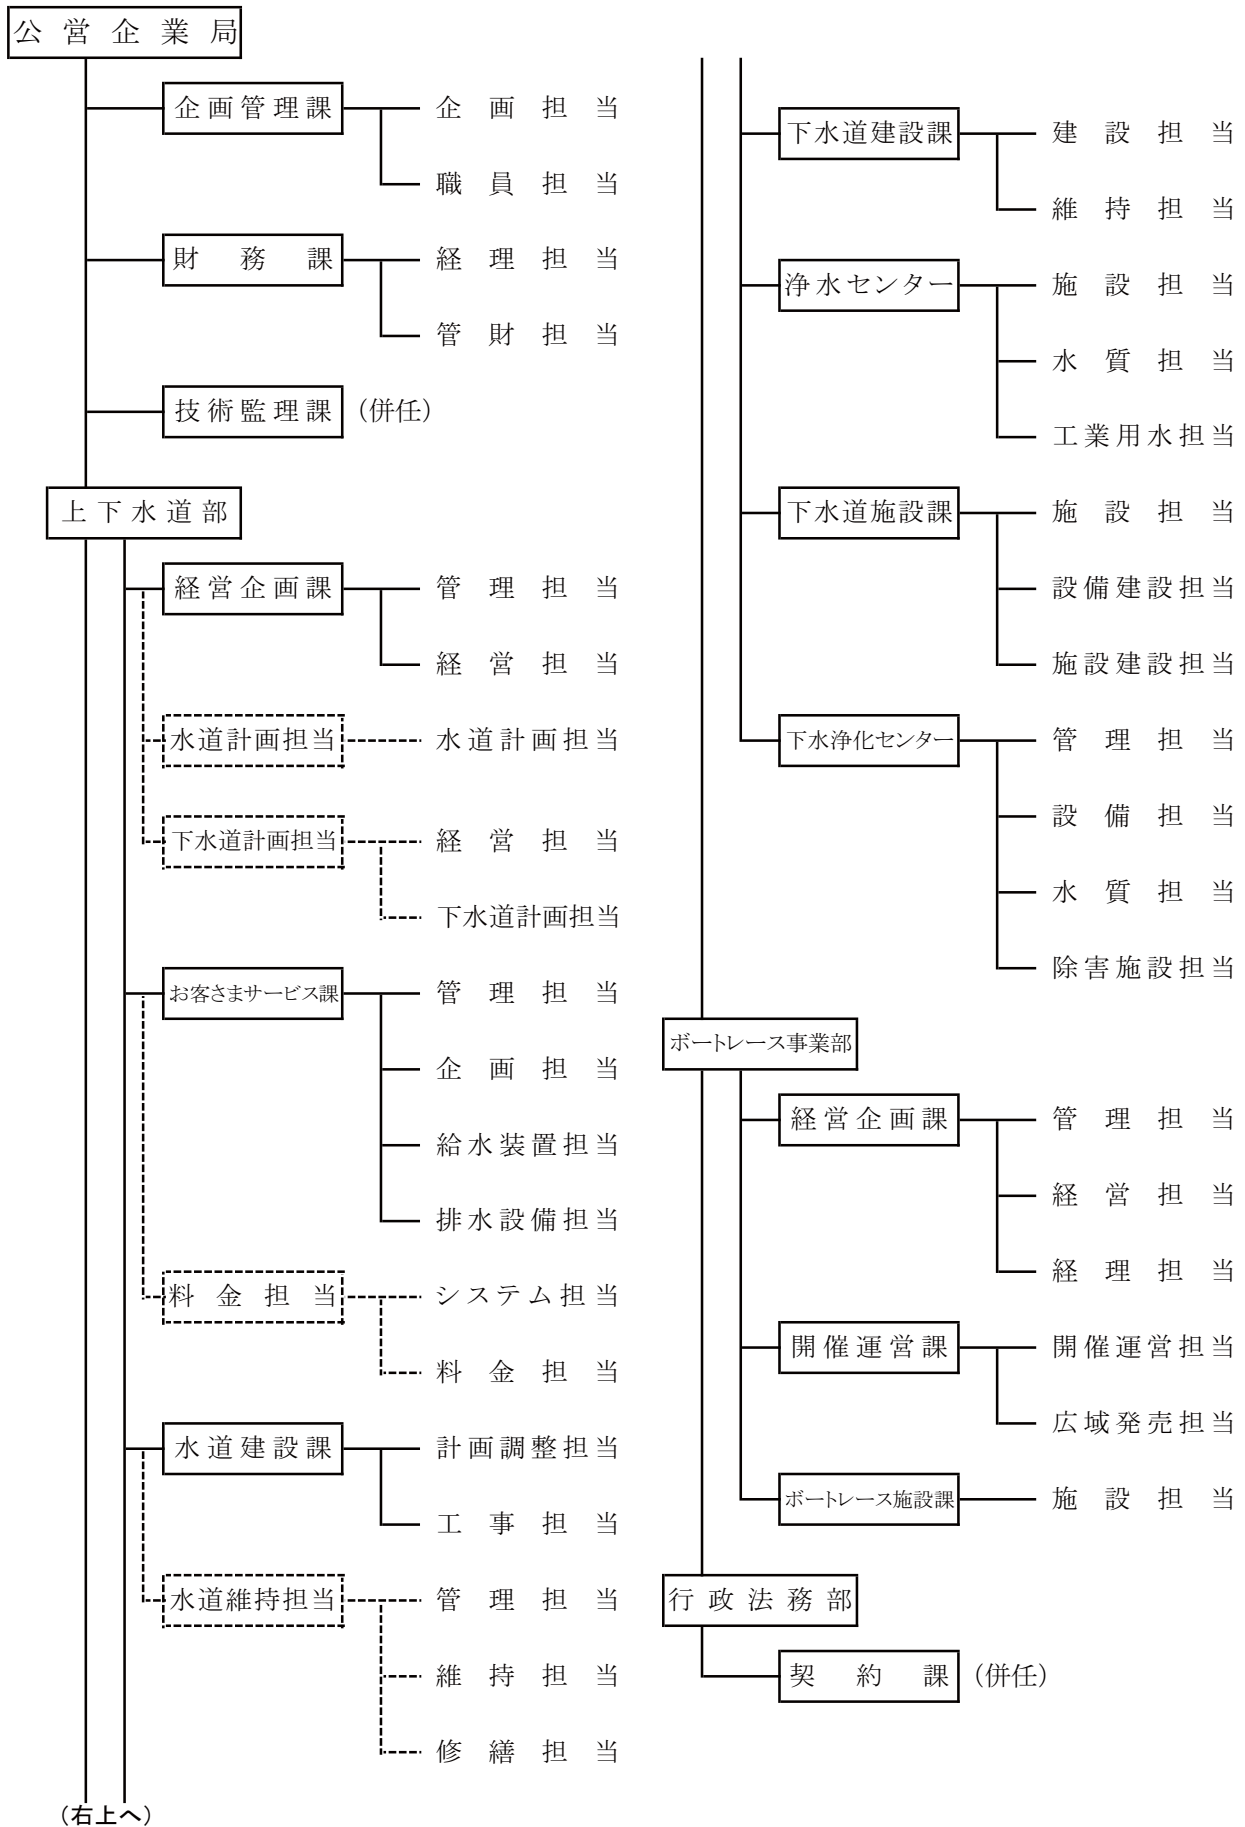 公営企業局
企画管理課 企画担当
職員担当
財務課 経理担当
管財担当
技術監理課 (併任)
上下水道部
経営企画課 管理担当
経営担当
水道計画担当 水道計画担当
下水道計画担当 経営担当
下水道計画担当
お客さまサービス課 管理担当
企画担当
給水装置担当
排水設備担当
料金担当 システム担当
料金担当
水道建設課 計画調整担当
工事担当
水道維持担当 管理担当
維持担当
修繕担当
(右上へ)
下水道建設課 建設担当
維持担当
浄水センター 施設担当
水質担当
工業用水担当
下水道施設課 施設担当
設備建設担当
施設建設担当
下水浄化センター 管理担当
設備担当
水質担当
除害施設担当
ボートレース事業部
経営企画課 管理担当
経営担当
経理担当
開催運営課 開催運営担当
広域発売担当
ボートレース施設課 施設担当
行政法務部
契約課 (併任)